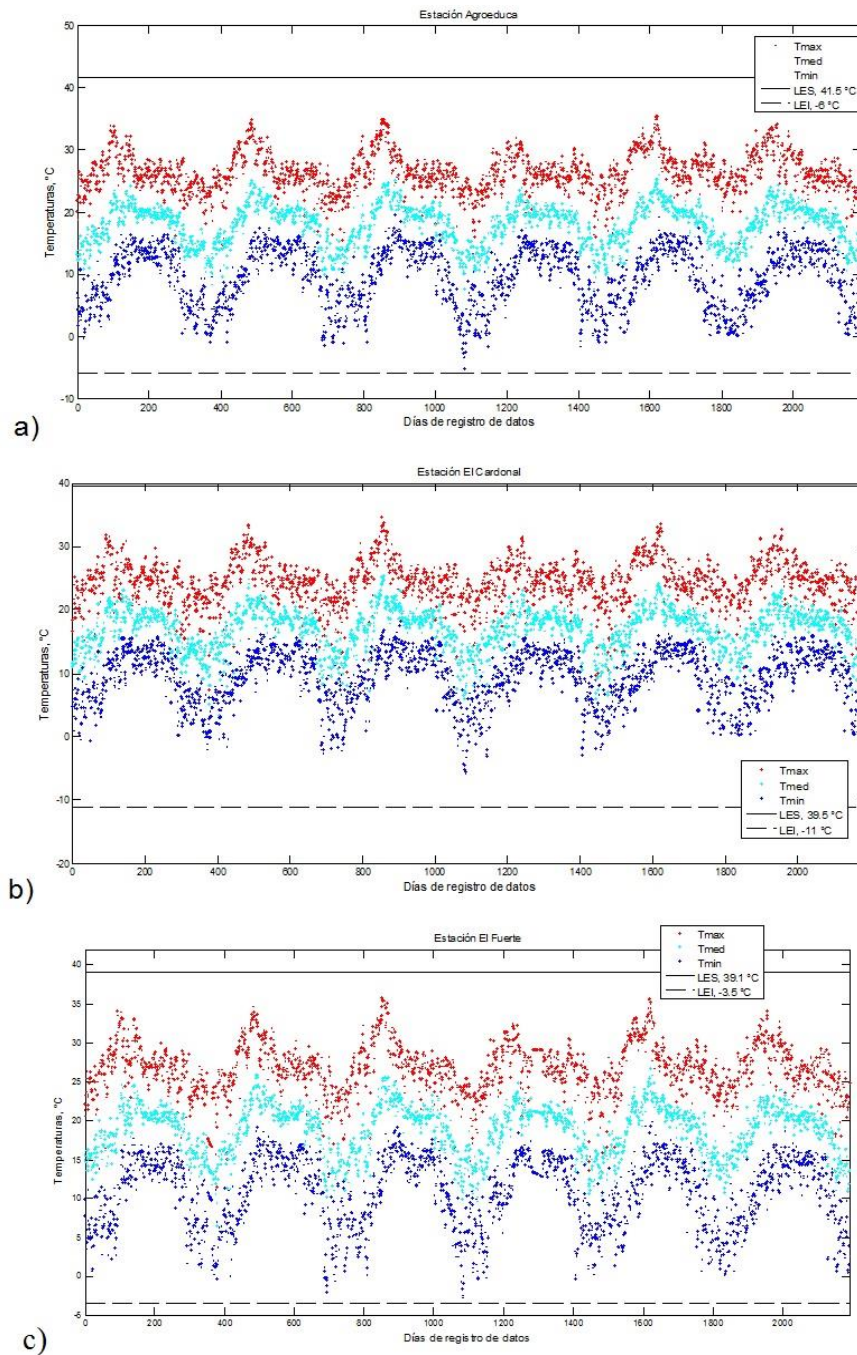 Estación Agroeduca
50
40
30
20
10
0
-10
Temperaturas, °C
Tmax
Tmed
Tmin
LES, 41.5 °C
LEI, -6 °C
0 200 400 600 800 1000 1200 1400 1600 1800 2000
Días de registro de datos
a)
Estación El Cardonal
40
30
20
10
0
-10
-20
Temperaturas, °C
Tmax
Tmed
Tmin
LES, 39.5 °C
LEI, -11 °C
0 200 400 600 800 1000 1200 1400 1600 1800 2000
Días de registro de datos
b)
Estación El Fuerte
40
35
30
25
20
15
10
5
0
-5
Temperaturas, °C
Tmax
Tmed
Tmin
LES, 39.1 °C
LEI, -3.5 °C
0 200 400 600 800 1000 1200 1400 1600 1800 2000
Días de registro de datos
c)